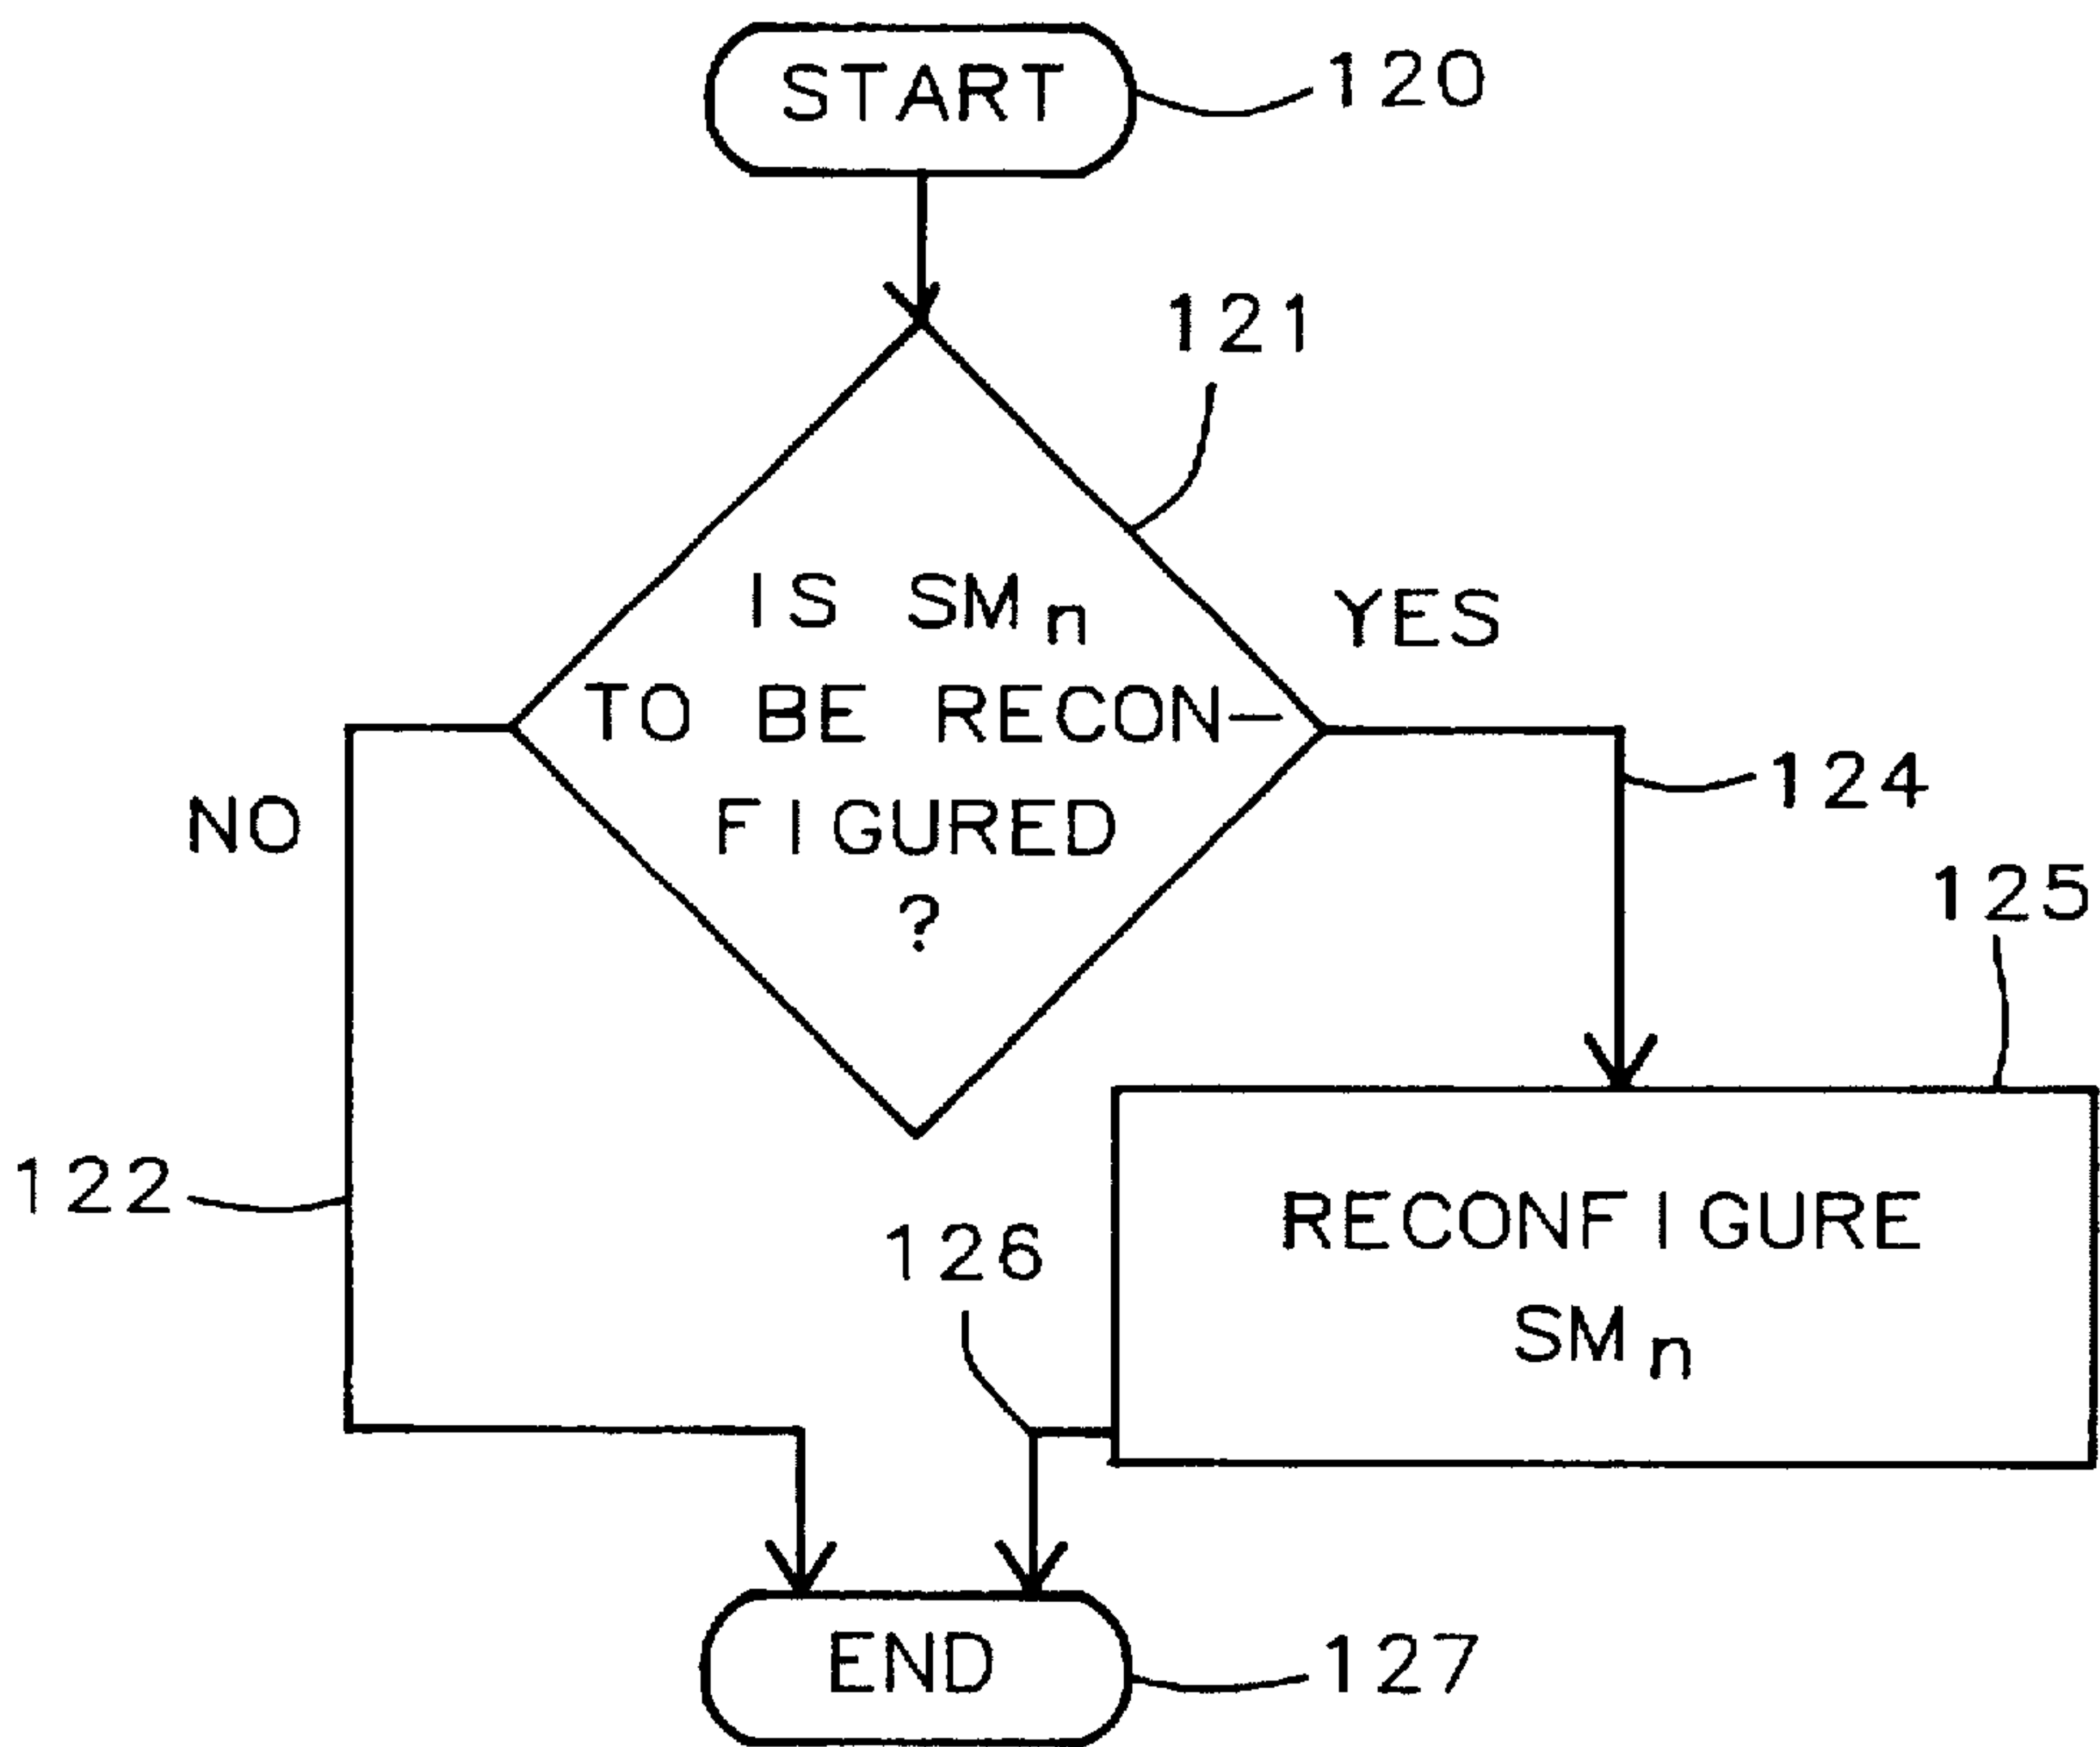 START
120
121
IS SMn
TO BE RECON-
FIGURED
?
YES
NO
124
125
122
126
RECONFIGURE
SMn
END
127